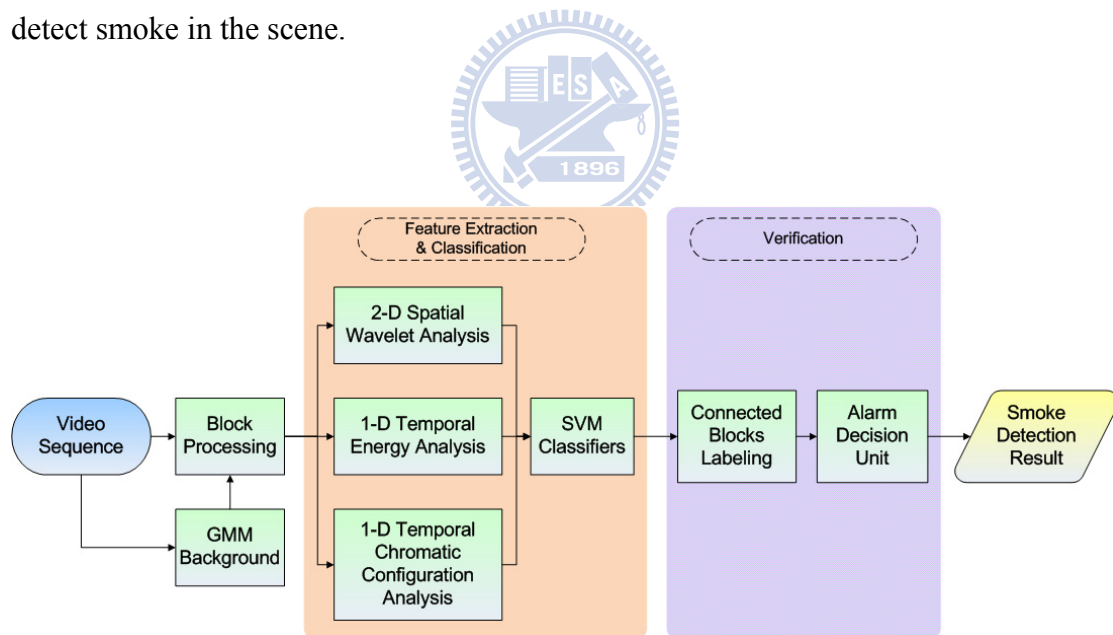 detect smoke in the scene.
E S A
1896
Feature Extraction
& Classification
Verification
2-D Spatial
Wavelet Analysis
Video
Sequence
Block
Processing
1-D Temporal
Energy Analysis
SVM
Classifiers
Connected
Blocks
Labeling
Alarm
Decision
Unit
Smoke
Detection
Result
GMM
Background
1-D Temporal
Chromatic
Configuration
Analysis